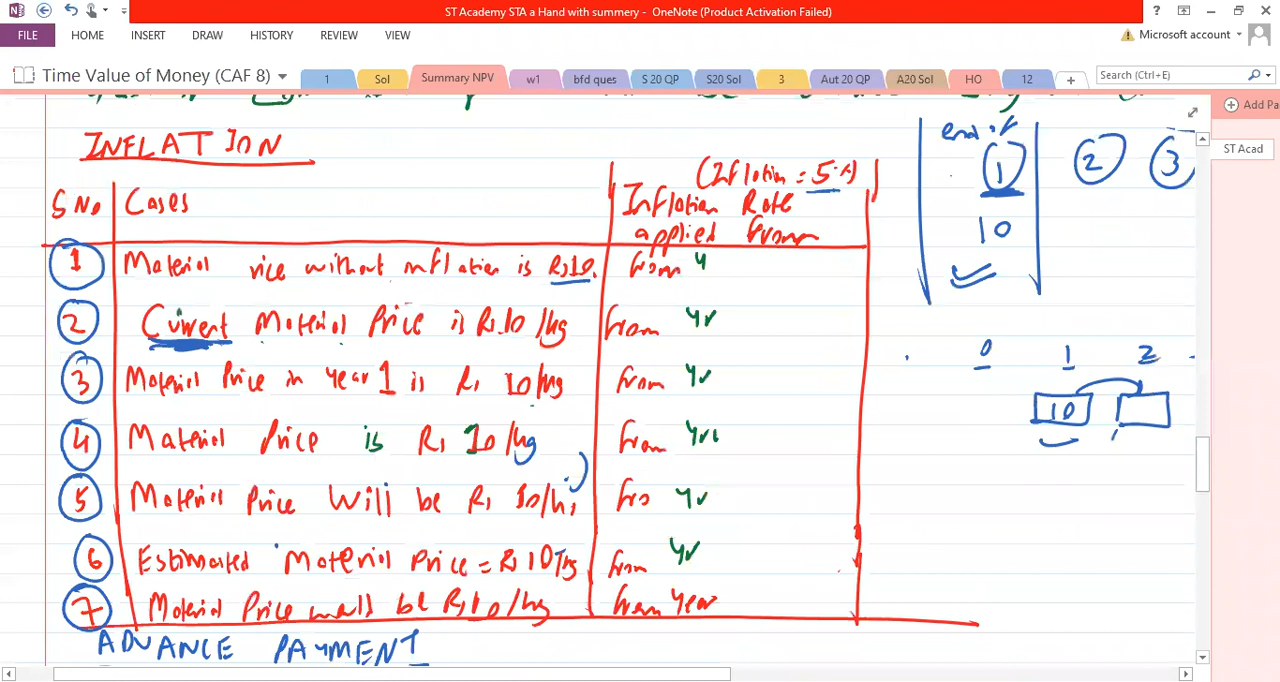 ST Academy STA a Hand with summery - OneNote (Product Activation Failed)
FILE HOME INSERT DRAW HISTORY REVIEW VIEW Microsoft account
Time Value of Money (CAF 8) 1 Sol Summary NPV w1 bfd ques S 20 QP S20 Sol 3 Aut 20 QP A20 Sol HO 12 Search (Ctrl+E)
Add Pa
ST Acad
INFLATION
(Inflation = 5%)
S No Cases Inflation Rate applied from
1 Material rice without inflation is Rs10. from y
2 Current Material Price is Rs.10/kg from yr
3 Material Price in year 1 is Rs 10/kg from yr
4 Material Price is Rs 10/kg from yr
5 Material Price Will be Rs 10/ fro yr
6 Estimated Material Price = Rs 10/kg from yr
7 Material Price be Rs10/kg from year
ADVANCE PAYMENT
end of
1 2 3
10
0 1 2
10